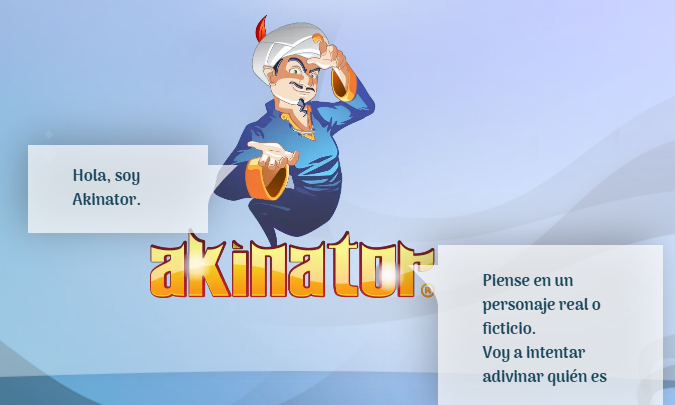 Hola, soy
Akinator.
akinator®
Piense en un
personaje real o
ficticio.
Voy a intentar
adivinar quién es